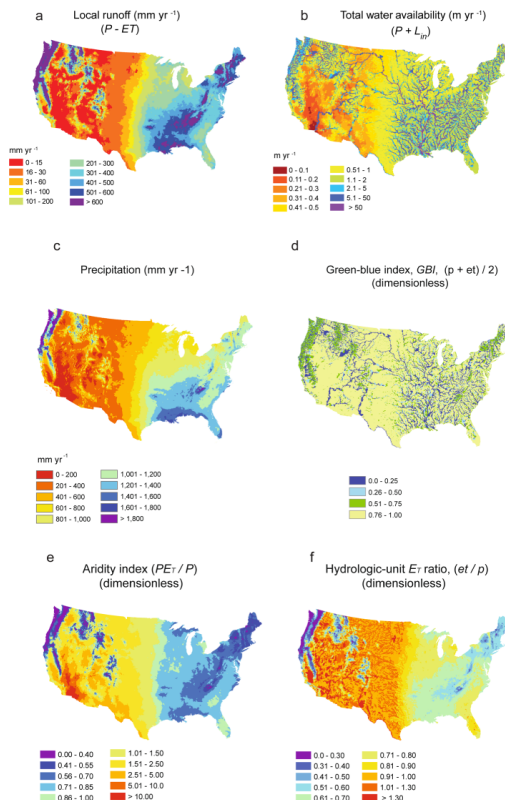 a
Local runoff (mm yr -1)
(P - ET)
mm yr -1
0 - 15
16 - 30
31 - 60
61 - 100
101 - 200
201 - 300
301 - 400
401 - 500
501 - 600
> 600
b
Total water availability (m yr -1)
(P + Lin)
m yr -1
0 - 0.1
0.11 - 0.2
0.21 - 0.3
0.31 - 0.4
0.41 - 0.5
0.51 - 1
1.1 - 2
2.1 - 5
5.1 - 50
> 50
c
Precipitation (mm yr -1)
mm yr -1
0 - 200
201 - 400
401 - 600
601 - 800
801 - 1,000
1,001 - 1,200
1,201 - 1,400
1,401 - 1,600
1,601 - 1,800
> 1,800
d
Green-blue index, GBI, (p + et) / 2)
(dimensionless)
0.0 - 0.25
0.26 - 0.50
0.51 - 0.75
0.76 - 1.00
e
Aridity index (PET / P)
(dimensionless)
0.00 - 0.40
0.41 - 0.55
0.56 - 0.70
0.71 - 0.85
0.86 - 1.00
1.01 - 1.50
1.51 - 2.50
2.51 - 5.00
5.01 - 10.0
> 10.00
f
Hydrologic-unit ET ratio, (et / p)
(dimensionless)
0.0 - 0.30
0.31 - 0.40
0.41 - 0.50
0.51 - 0.60
0.61 - 0.70
0.71 - 0.80
0.81 - 0.90
0.91 - 1.00
1.01 - 1.30
> 1.30